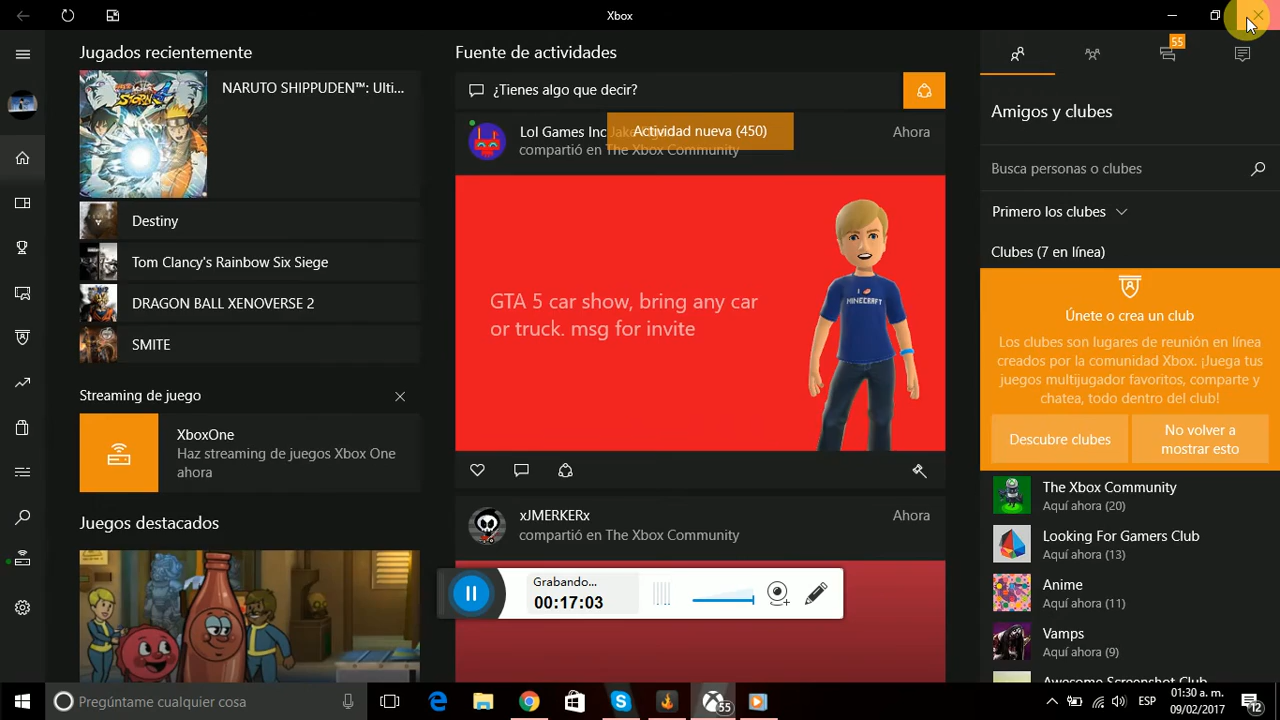 Xbox
Jugados recientemente
NARUTO SHIPPUDEN™: Ulti...
Destiny
Tom Clancy's Rainbow Six Siege
DRAGON BALL XENOVERSE 2
SMITE
Streaming de juego
XboxOne
Haz streaming de juegos Xbox One
ahora
Juegos destacados
Fuente de actividades
¿Tienes algo que decir?
Actividad nueva (450)
Lol Games Inc
Ahora
compartió en The Xbox Community
GTA 5 car show, bring any car
or truck. msg for invite
MINECRAFT
xJMERKERx
Ahora
compartió en The Xbox Community
Grabando...
00:17:03
55
Amigos y clubes
Busca personas o clubes
Primero los clubes
Clubes (7 en línea)
Únete o crea un club
Los clubes son lugares de reunión en línea
creados por la comunidad Xbox. ¡Juega tus
juegos multijugador favoritos, comparte y
chatea, todo dentro del club!
Descubre clubes
No volver a
mostrar esto
The Xbox Community
Aquí ahora (20)
Looking For Gamers Club
Aquí ahora (13)
Anime
Aquí ahora (11)
Vamps
Aquí ahora (9)
Awesome Screenshot Club
Pregúntame cualquier cosa
55
ESP
01:30 a. m.
09/02/2017
12